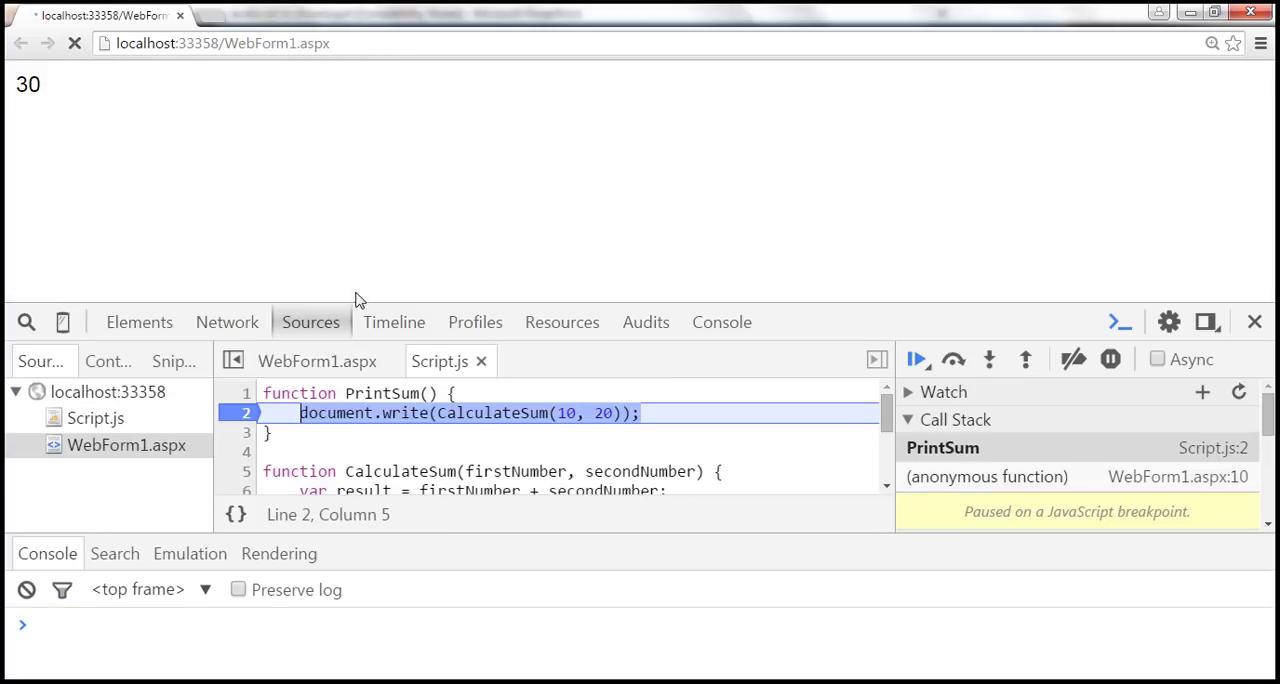 localhost:33358/WebForm
localhost:33358/WebForm1.aspx
30
Elements Network Sources Timeline Profiles Resources Audits Console
Sour... Cont... Snip...
WebForm1.aspx Script.js
Async
localhost:33358
Script.js
WebForm1.aspx
1 function PrintSum() {
2 document.write(CalculateSum(10, 20));
3 }
4
5 function CalculateSum(firstNumber, secondNumber) {
6 var result = firstNumber + secondNumber;
{} Line 2, Column 5
Watch
Call Stack
PrintSum Script.js:2
(anonymous function) WebForm1.aspx:10
Paused on a JavaScript breakpoint.
Console Search Emulation Rendering
<top frame> Preserve log
>